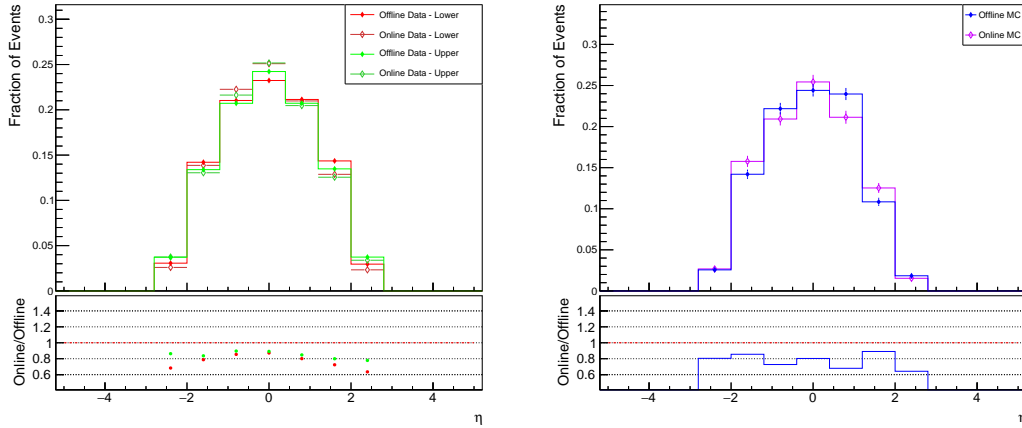 Fraction of Events
0.3
0.25
0.2
0.15
0.1
0.05
0
Offline Data - Lower
Online Data - Lower
Offline Data - Upper
Online Data - Upper
Online/Offline
1.4
1.2
1
0.8
0.6
−4 −2 0 2 4
η
Fraction of Events
0.3
0.25
0.2
0.15
0.1
0.05
0
Offline MC
Online MC
Online/Offline
1.4
1.2
1
0.8
0.6
−4 −2 0 2 4
η